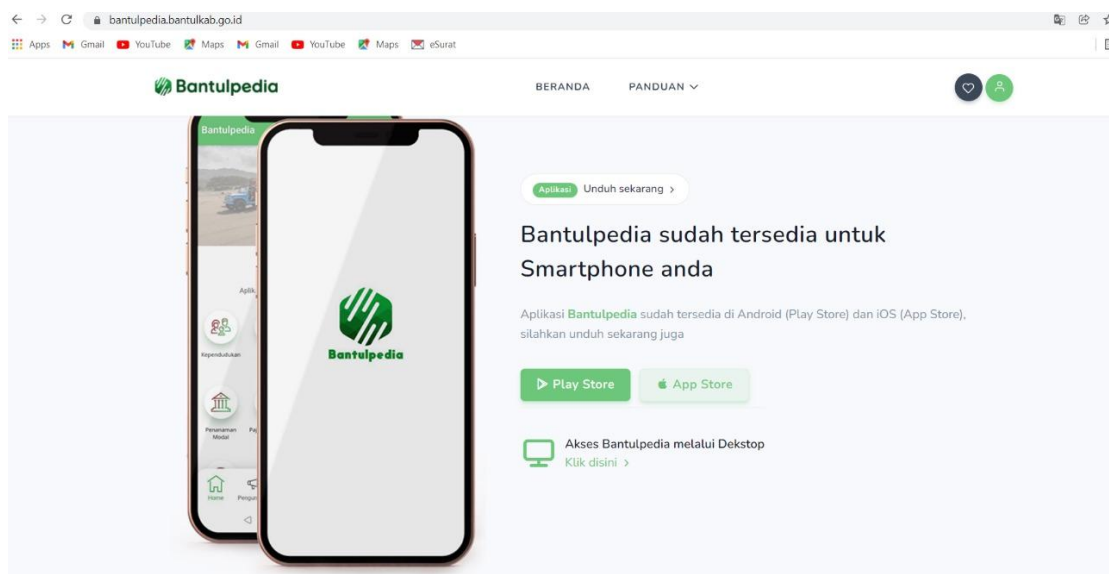 bantulpedia.bantulkab.go.id
Apps Gmail YouTube Maps Gmail YouTube Maps eSurat
Bantulpedia BERANDA PANDUAN
Bantulpedia
Aplikasi Unduh sekarang >
Bantulpedia sudah tersedia untuk
Smartphone anda
Aplikasi Bantulpedia sudah tersedia di Android (Play Store) dan iOS (App Store),
silahkan unduh sekarang juga
Play Store App Store
Akses Bantulpedia melalui Dekstop
Klik disini >
Kependudukan
Penanaman
Modal
Home
Bantulpedia